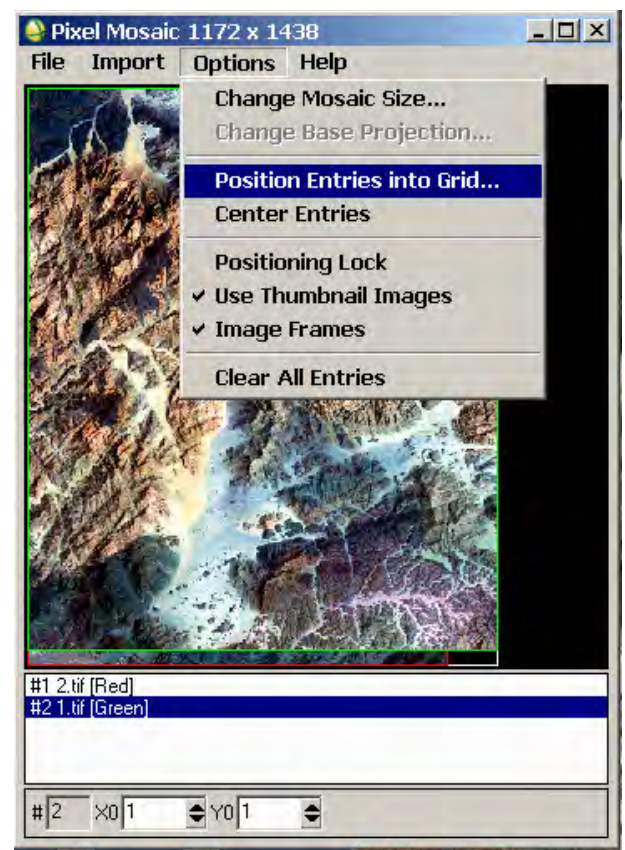 Pixel Mosaic 1172 x 1438
File Import Options Help
Change Mosaic Size...
Change Base Projection...
Position Entries into Grid...
Center Entries
Positioning Lock
Use Thumbnail Images
Image Frames
Clear All Entries
#1 2.tif [Red]
#2 1.tif [Green]
# 2 X0 1 Y0 1